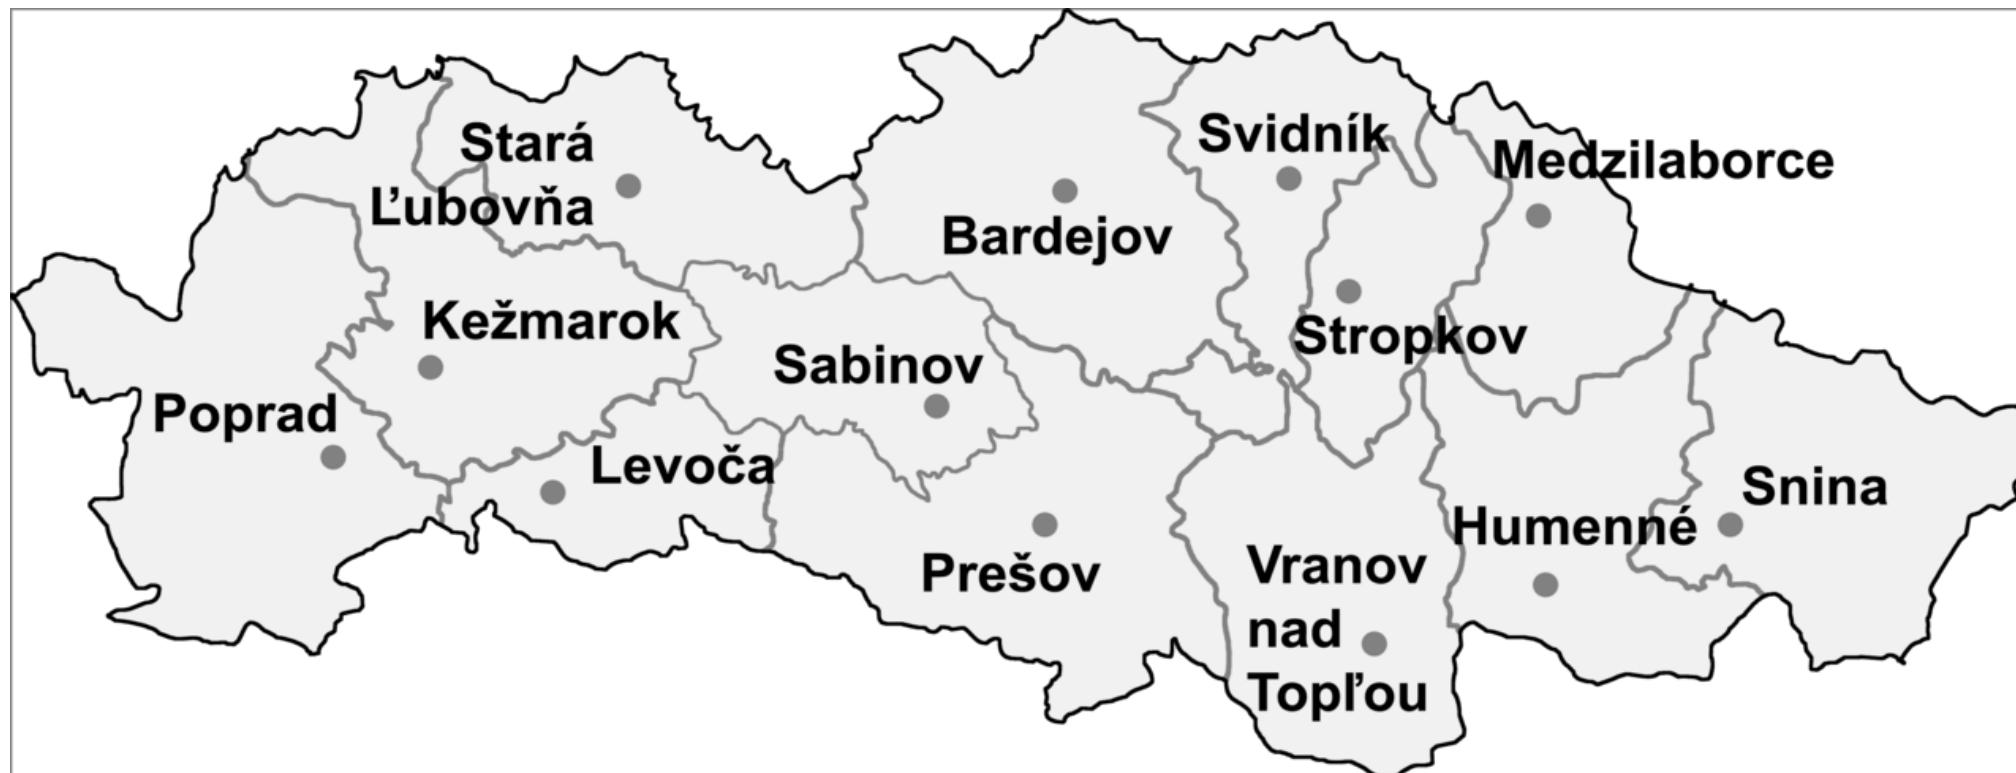 Stará
Ľubovňa
Svidník
Medzilaborce
Bardejov
Kežmarok
Stropkov
Sabinov
Poprad
Levoča
Snina
Humenné
Prešov
Vranov
nad
Topľou